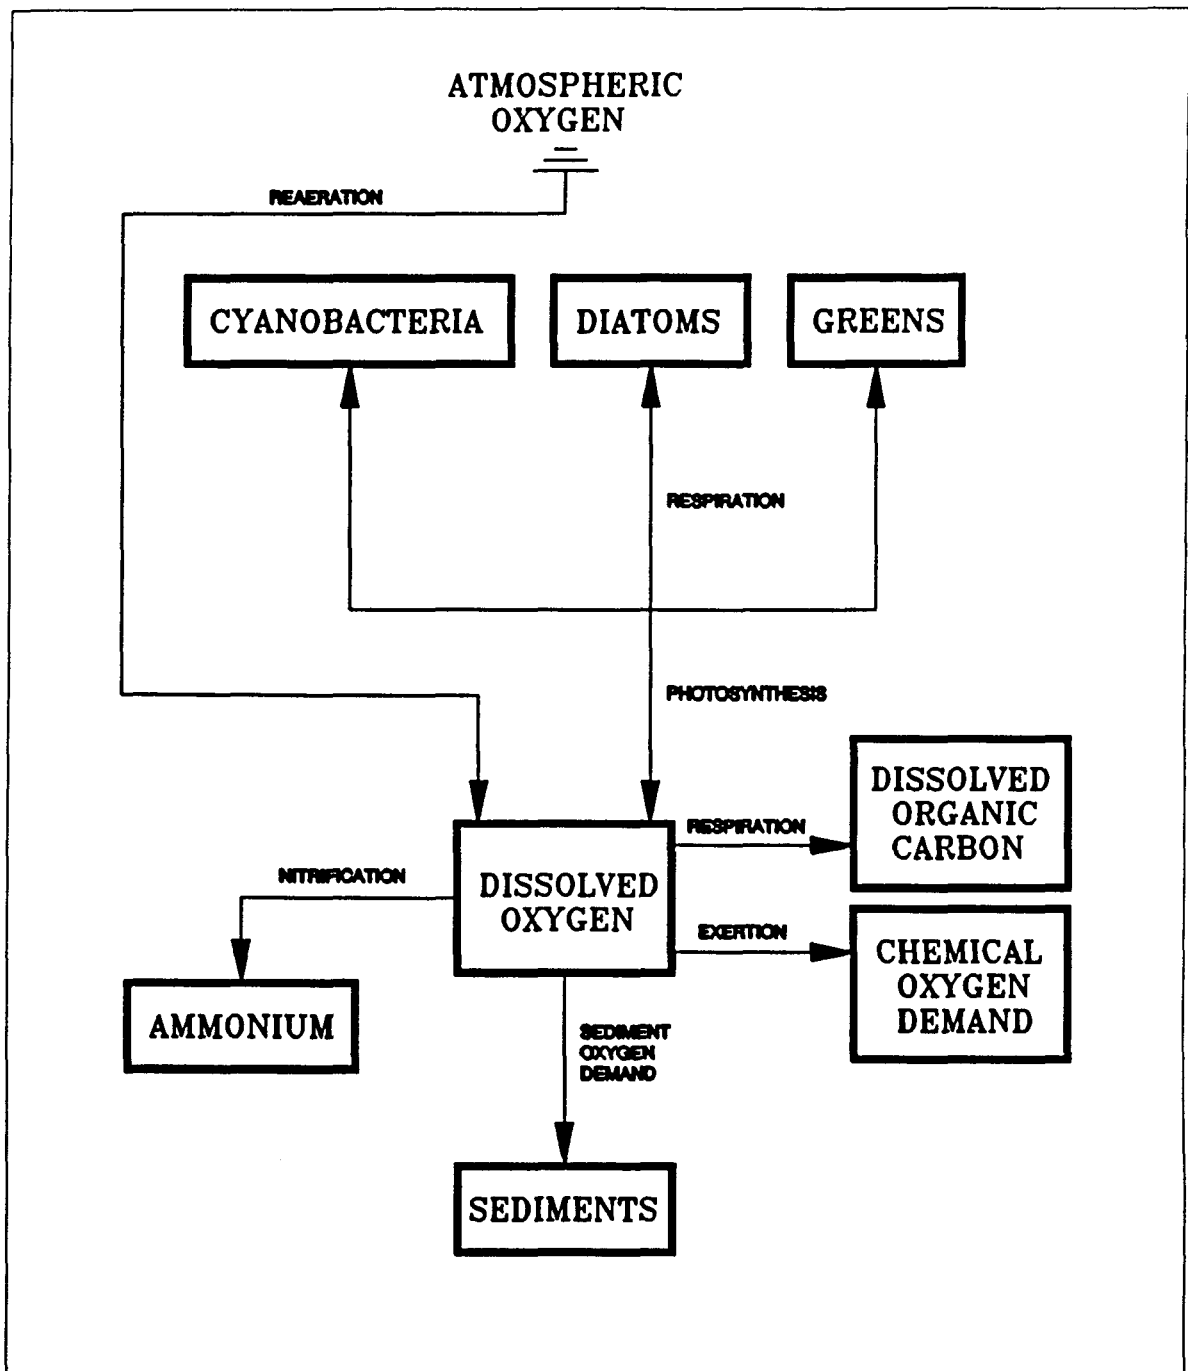 ATMOSPHERIC
OXYGEN
REAERATION
CYANOBACTERIA
DIATOMS
GREENS
RESPIRATION
PHOTOSYNTHESIS
DISSOLVED
ORGANIC
CARBON
RESPIRATION
NITRIFICATION
DISSOLVED
OXYGEN
EXERTION
CHEMICAL
OXYGEN
DEMAND
AMMONIUM
SEDIMENT
OXYGEN
DEMAND
SEDIMENTS